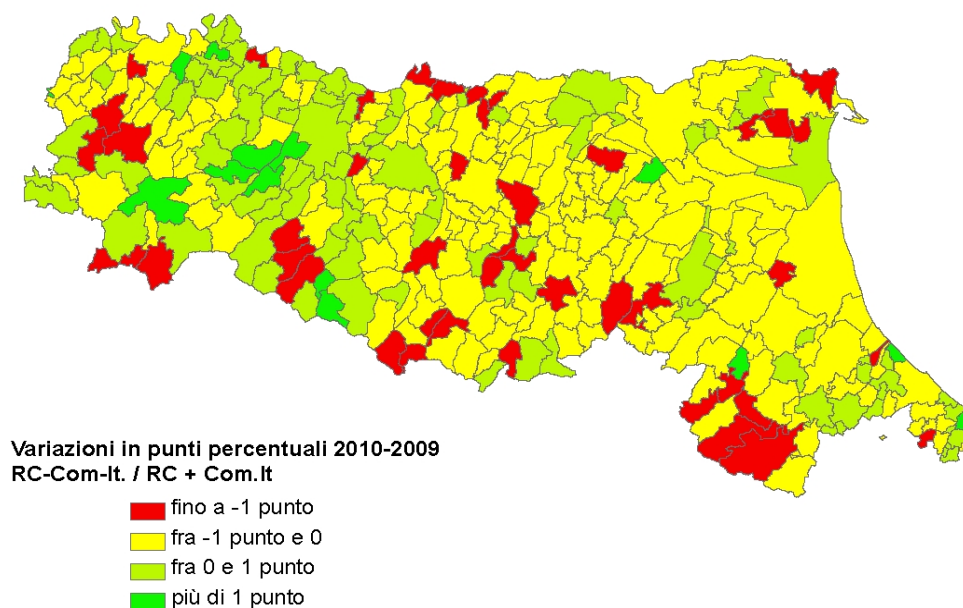 Variazioni in punti percentuali 2010-2009
RC-Com-It. / RC + Com.It
fino a -1 punto
fra -1 punto e 0
fra 0 e 1 punto
più di 1 punto